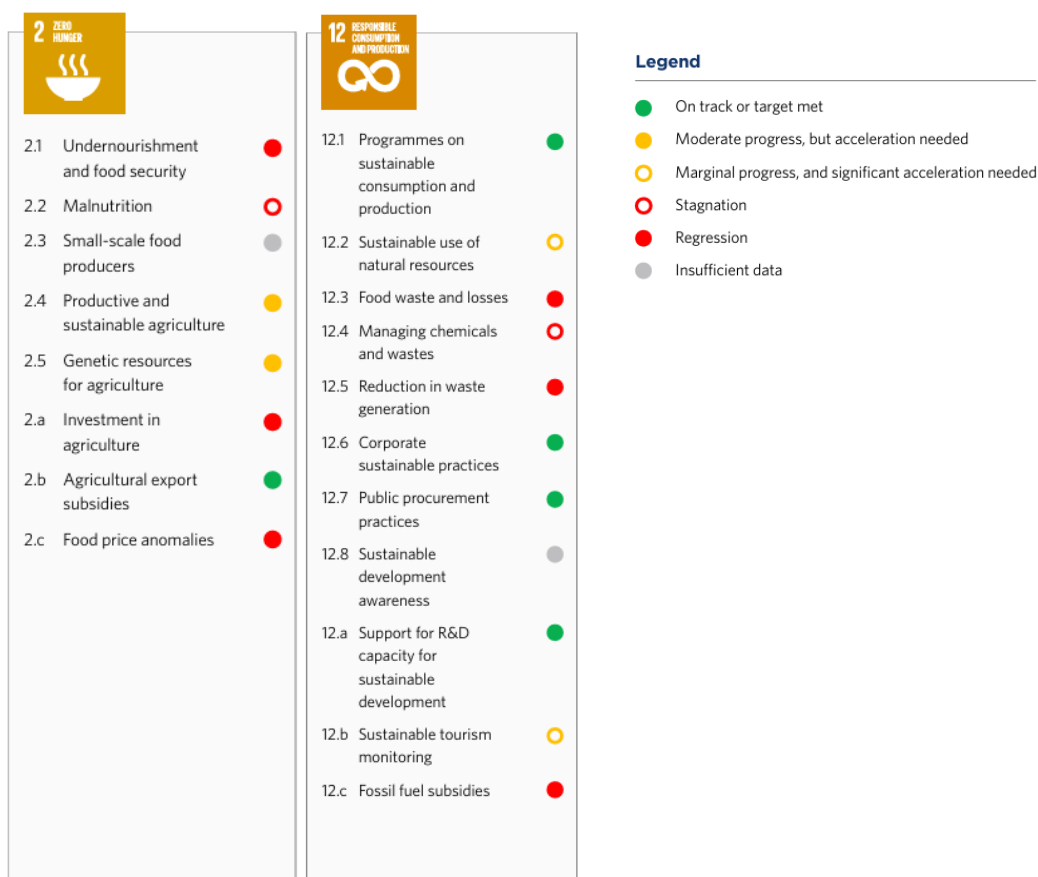 2 ZERO
HUNGER
2.1 Undernourishment
and food security
2.2 Malnutrition
2.3 Small-scale food
producers
2.4 Productive and
sustainable agriculture
2.5 Genetic resources
for agriculture
2.a Investment in
agriculture
2.b Agricultural export
subsidies
2.c Food price anomalies
12 RESPONSIBLE
CONSUMPTION
AND PRODUCTION
12.1 Programmes on
sustainable
consumption and
production
12.2 Sustainable use of
natural resources
12.3 Food waste and losses
12.4 Managing chemicals
and wastes
12.5 Reduction in waste
generation
12.6 Corporate
sustainable practices
12.7 Public procurement
practices
12.8 Sustainable
development
awareness
12.a Support for R&D
capacity for
sustainable
development
12.b Sustainable tourism
monitoring
12.c Fossil fuel subsidies
Legend
On track or target met
Moderate progress, but acceleration needed
Marginal progress, and significant acceleration needed
Stagnation
Regression
Insufficient data